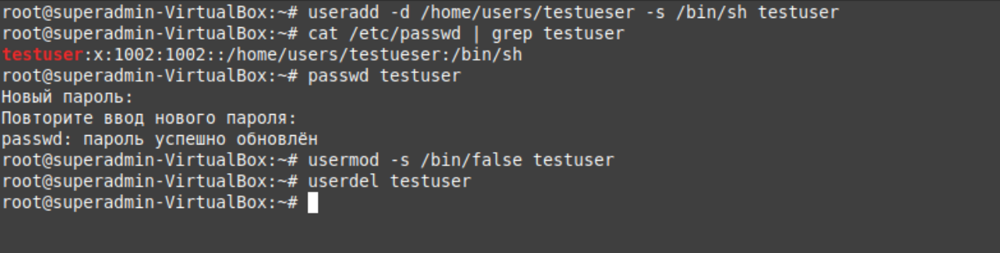 root@superadmin-VirtualBox:~# useradd -d /home/users/testueser -s /bin/sh testuser
root@superadmin-VirtualBox:~# cat /etc/passwd | grep testuser
testuser:x:1002:1002::/home/users/testueser:/bin/sh
root@superadmin-VirtualBox:~# passwd testuser
Новый пароль:
Повторите ввод нового пароля:
passwd: пароль успешно обновлён
root@superadmin-VirtualBox:~# usermod -s /bin/false testuser
root@superadmin-VirtualBox:~# userdel testuser
root@superadmin-VirtualBox:~#